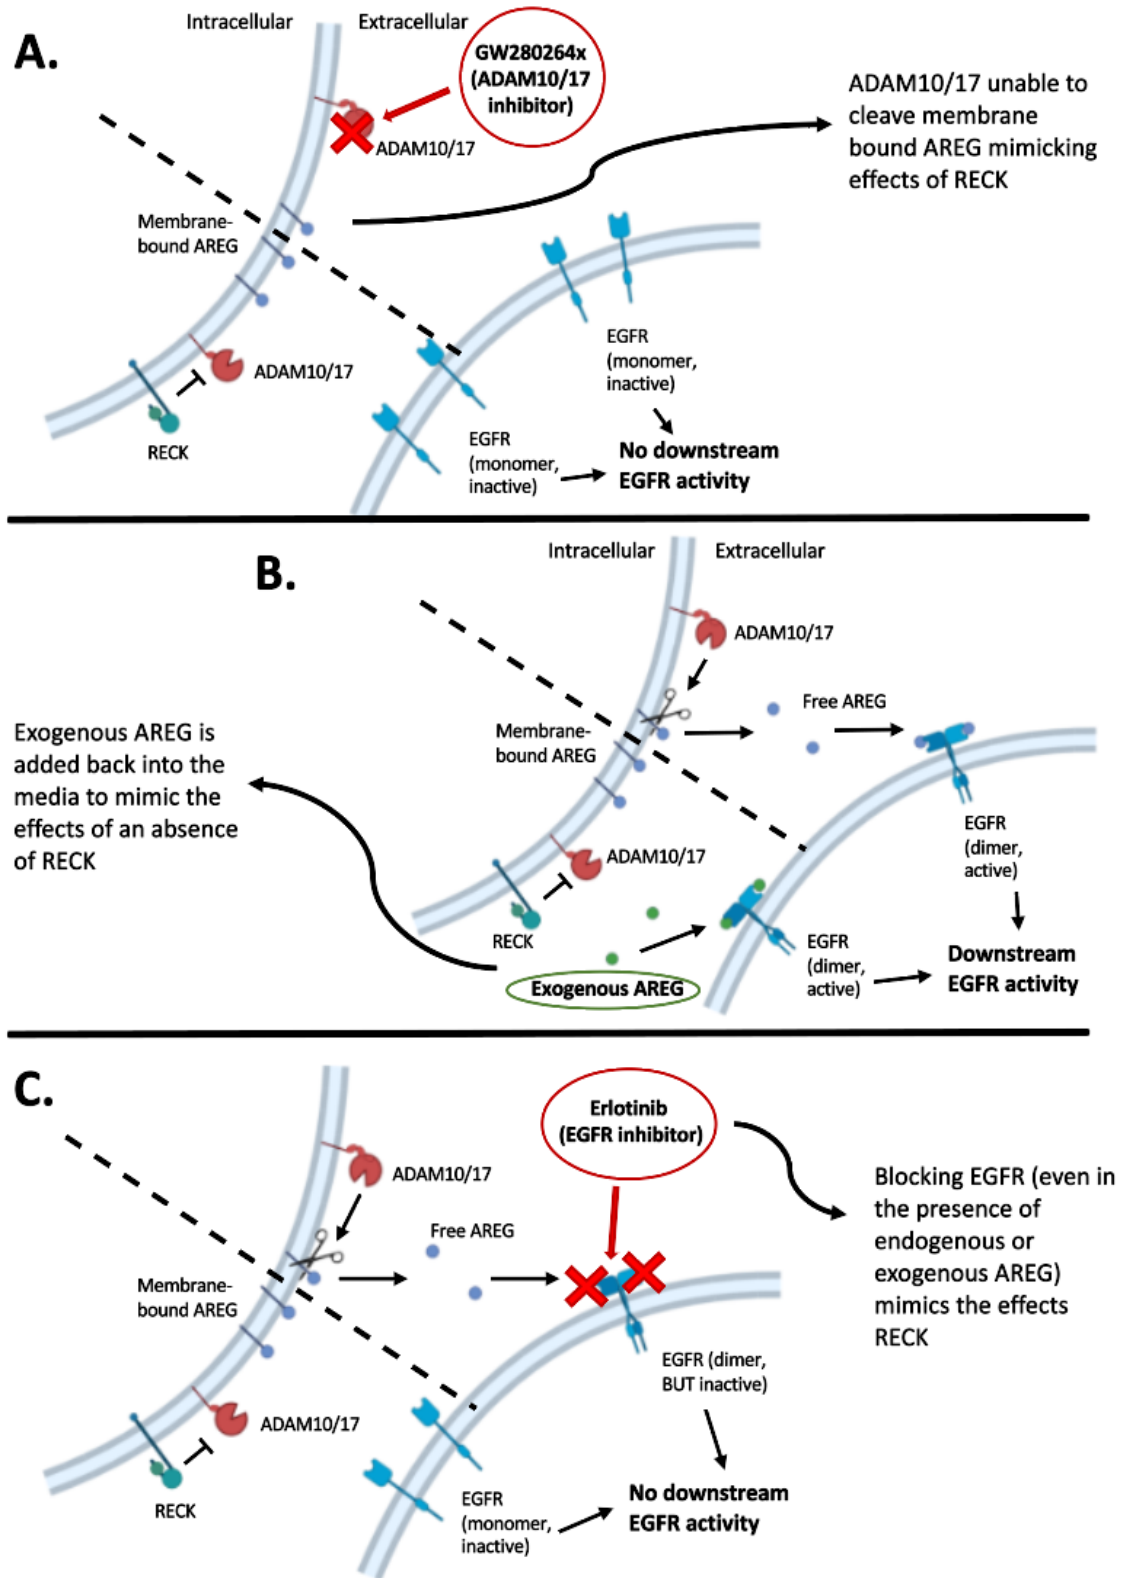 A.
Intracellular
Extracellular
GW280264x
(ADAM10/17
inhibitor)
ADAM10/17
ADAM10/17 unable to
cleave membrane
bound AREG mimicking
effects of RECK
Membrane-
bound AREG
EGFR
(monomer,
inactive)
ADAM10/17
RECK
EGFR
(monomer,
inactive)
No downstream
EGFR activity
B.
Intracellular
Extracellular
ADAM10/17
Free AREG
Membrane-
bound AREG
Exogenous AREG is
added back into the
media to mimic the
effects of an absence
of RECK
EGFR
(dimer,
active)
ADAM10/17
RECK
EGFR
(dimer,
active)
Downstream
EGFR activity
Exogenous AREG
C.
Erlotinib
(EGFR inhibitor)
ADAM10/17
Free AREG
Blocking EGFR (even in
the presence of
endogenous or
exogenous AREG)
mimics the effects
RECK
Membrane-
bound AREG
EGFR (dimer,
BUT inactive)
ADAM10/17
RECK
EGFR
(monomer,
inactive)
No downstream
EGFR activity